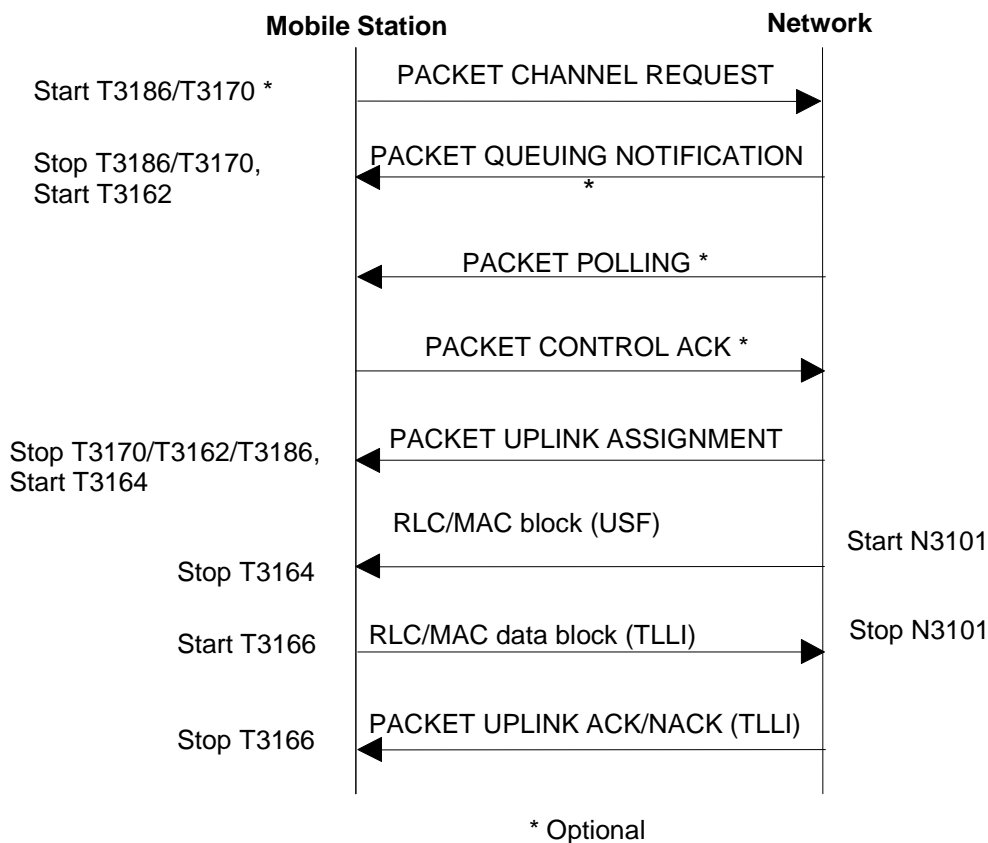 Mobile Station
Network
PACKET CHANNEL REQUEST
Start T3186/T3170 *
PACKET QUEUING NOTIFICATION
*
Stop T3186/T3170,
Start T3162
PACKET POLLING *
PACKET CONTROL ACK *
PACKET UPLINK ASSIGNMENT
Stop T3170/T3162/T3186,
Start T3164
RLC/MAC block (USF)
Start N3101
Stop T3164
Start T3166
RLC/MAC data block (TLLI)
Stop N3101
PACKET UPLINK ACK/NACK (TLLI)
Stop T3166
* Optional